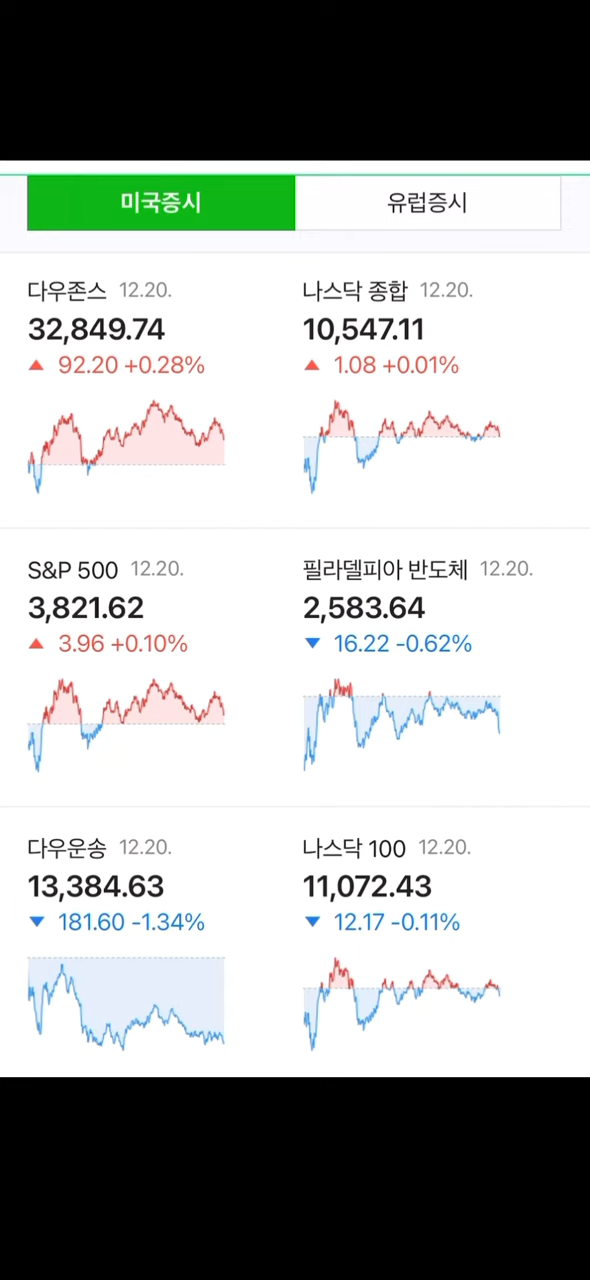 미국증시
유럽증시
다우존스 12.20.
32,849.74
▲ 92.20 +0.28%
나스닥 종합 12.20.
10,547.11
▲ 1.08 +0.01%
S&P 500 12.20.
3,821.62
▲ 3.96 +0.10%
필라델피아 반도체 12.20.
2,583.64
▼ 16.22 -0.62%
다우운송 12.20.
13,384.63
▼ 181.60 -1.34%
나스닥 100 12.20.
11,072.43
▼ 12.17 -0.11%